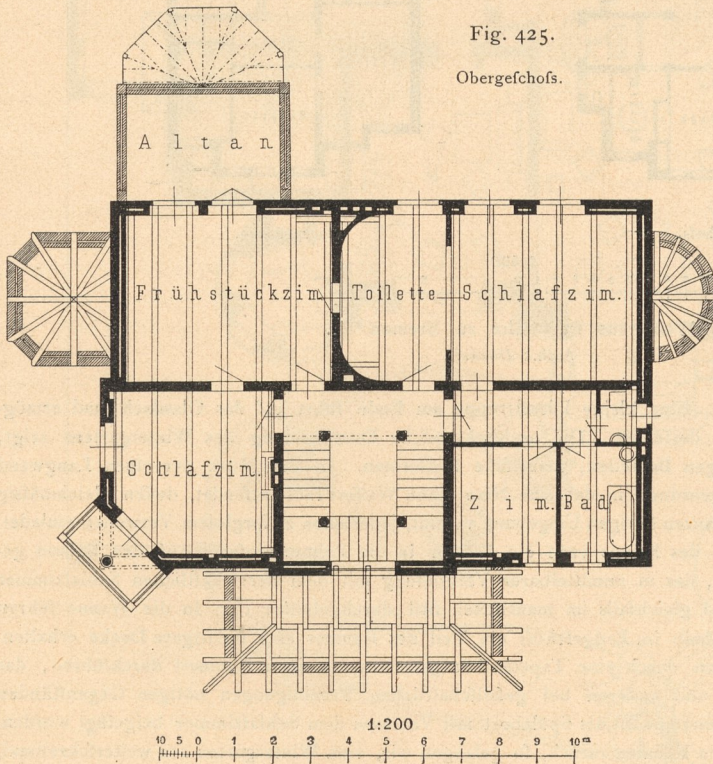 Fig. 425.
Obergeſchoſs.
Altan
Frühstückzim.
Toilette
Schlafzim.
Schlafzim.
Zim.
Bad
1:200
10 5 0 1 2 3 4 5 6 7 8 9 10 m